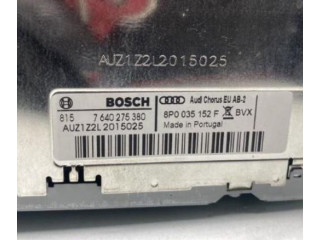 AUZ1Z2L2015025
BOSCH Audi Chorus EU AB-2
815 7 640 275 380 8P0 035 152 F BVX
AUZ1Z2L2015025 Made in Portugal